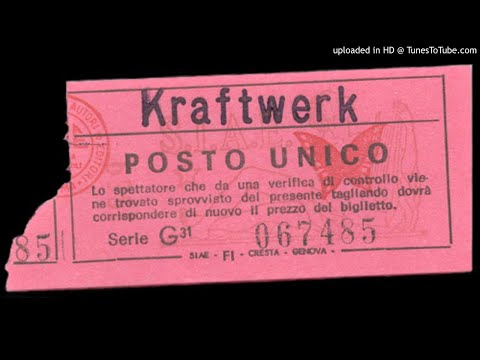 uploaded in HD @ TunesToTube.com
Kraftwerk
S.I.A.E.
POSTO UNICO
Lo spettatore che da una verifica di controllo vie-
ne trovato sprovvisto del presente tagliando dovrà
corrispondere di nuovo il prezzo del biglietto.
Serie G31 067485
85
SIAE - FI - CRESTA - GENOVA -